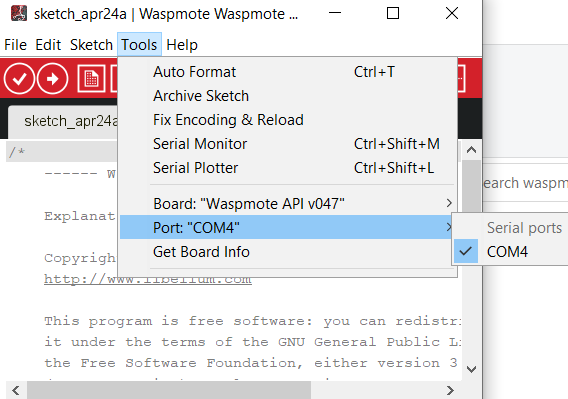 sketch_apr24a | Waspmote Waspmote ...
File Edit Sketch Tools Help
Auto Format Ctrl+T
Archive Sketch
Fix Encoding & Reload
Serial Monitor Ctrl+Shift+M
Serial Plotter Ctrl+Shift+L
Board: "Waspmote API v047"
Port: "COM4"
Get Board Info
Serial ports
COM4
sketch_apr24a
earch waspm
/*
------ W
Explanat
Copyrigh
http://www.libelium.com
This program is free software: you can redistri
it under the terms of the GNU General Public Li
the Free Software Foundation, either version 3